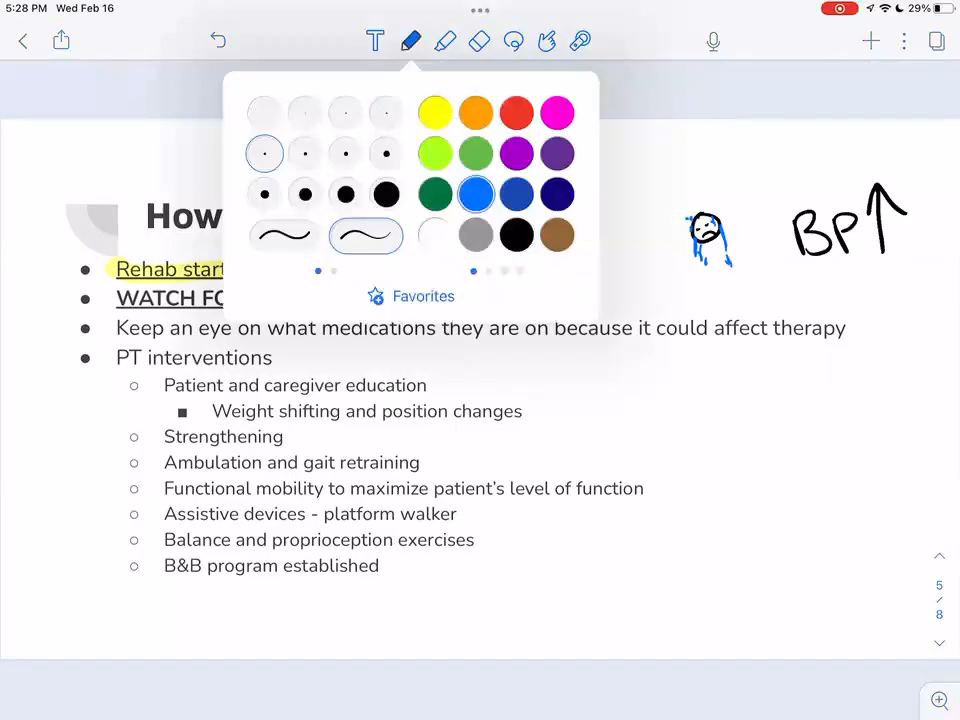 5:28 PM Wed Feb 16
29%
How
BP
Rehab start
WATCH FO
Keep an eye on what medications they are on because it could affect therapy
PT interventions
Patient and caregiver education
Weight shifting and position changes
Strengthening
Ambulation and gait retraining
Functional mobility to maximize patient's level of function
Assistive devices - platform walker
Balance and proprioception exercises
B&B program established
Favorites
5
/
8